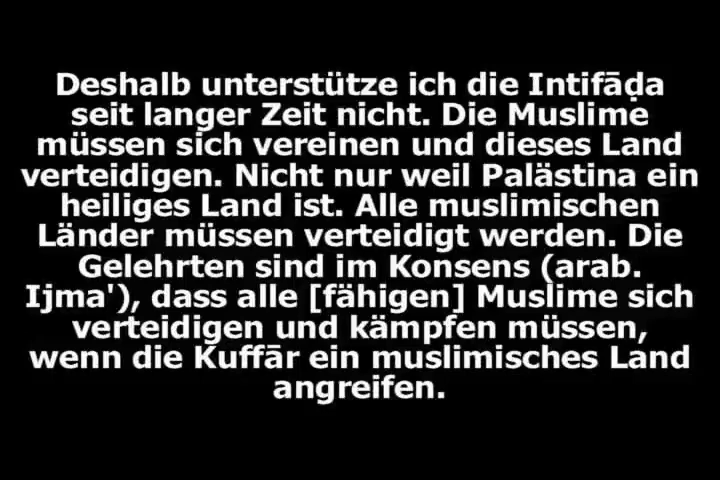 Deshalb unterstütze ich die Intifāḍa
seit langer Zeit nicht. Die Muslime
müssen sich vereinen und dieses Land
verteidigen. Nicht nur weil Palästina ein
heiliges Land ist. Alle muslimischen
Länder müssen verteidigt werden. Die
Gelehrten sind im Konsens (arab.
Ijma'), dass alle [fähigen] Muslime sich
verteidigen und kämpfen müssen,
wenn die Kuffār ein muslimisches Land
angreifen.